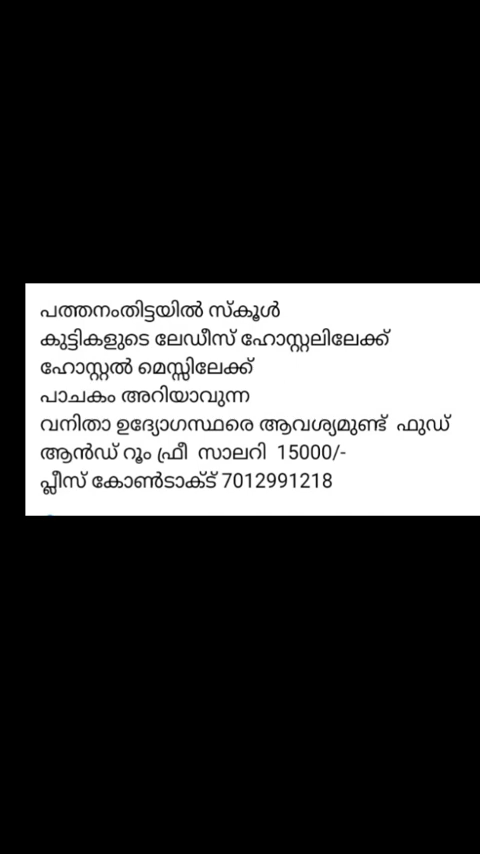 പത്തനംതിട്ടയിൽ സ്കൂൾ
കുട്ടികളുടെ ലേഡീസ് ഹോസ്റ്റലിലേക്ക്
ഹോസ്റ്റൽ മെസ്സിലേക്ക്
പാചകം അറിയാവുന്ന
വനിതാ ഉദ്യോഗസ്ഥരെ ആവശ്യമുണ്ട് ഫുഡ്
ആൻഡ് റൂം ഫ്രീ സാലറി 15000/-
പ്ലീസ് കോൺടാക്ട് 7012991218